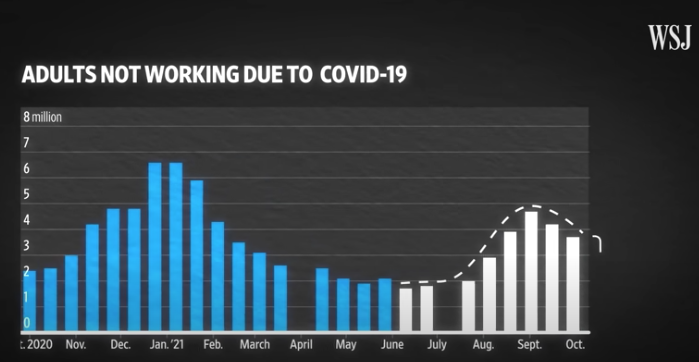 WSJ
ADULTS NOT WORKING DUE TO COVID-19
8 million
7
6
5
4
3
2
1
0
t. 2020 Nov. Dec. Jan. '21 Feb. March April May June July Aug. Sept. Oct.